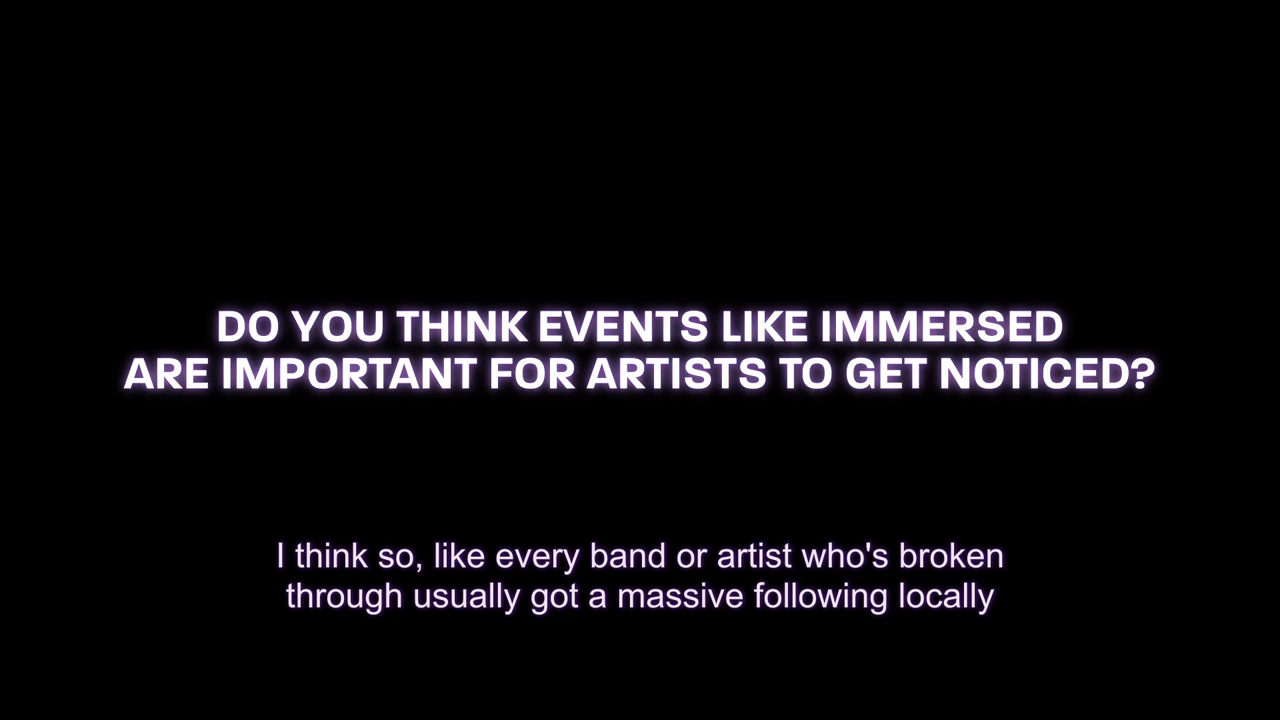 DO YOU THINK EVENTS LIKE IMMERSED
ARE IMPORTANT FOR ARTISTS TO GET NOTICED?
I think so, like every band or artist who's broken
through usually got a massive following locally